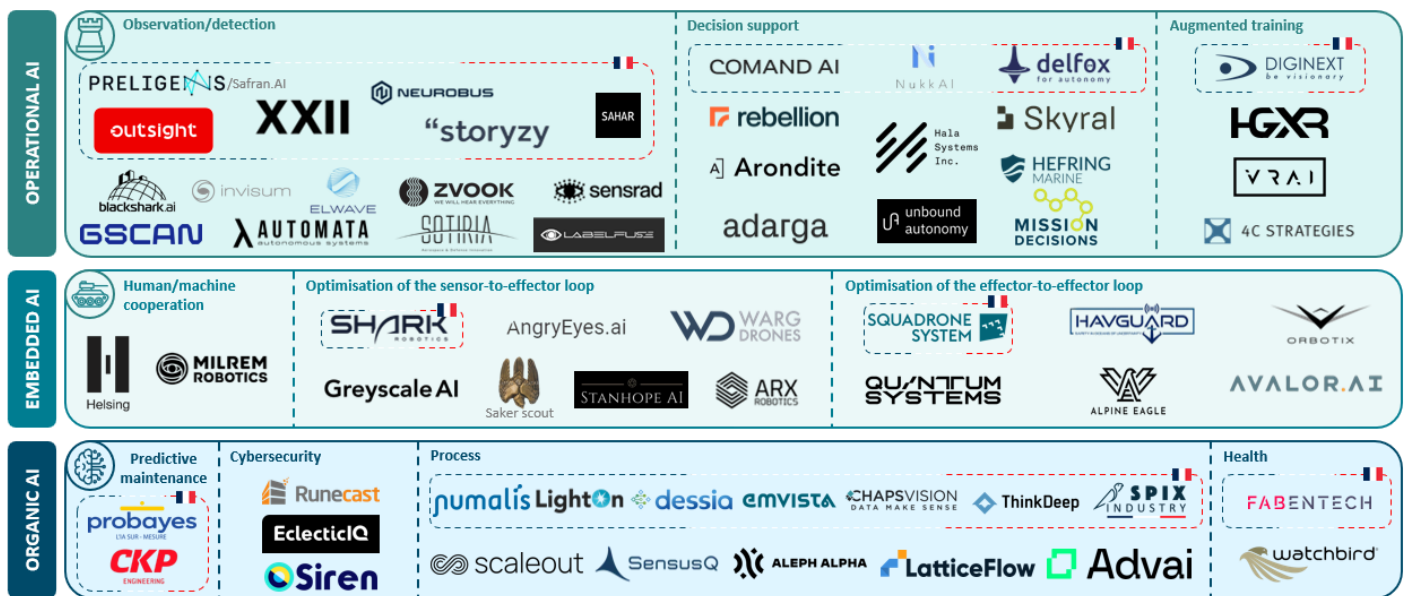 OPERATIONAL AI
Observation/detection
PRELIGENS/Safran.AI
NEUROBUS
outsight
XXII
“storyzy
SAHAR
blackshark.ai
invisum
ELWAVE
ZVOOK
WE WILL HEAR EVERYTHING
sensrad
GSCAN
AUTOMATA
autonomous systems
SOTIRIA
Aerospace & Defence Innovation
LABELFUSE
Decision support
COMAND AI
NukkAI
delfox
for autonomy
rebellion
Hala
Systems
Inc.
Skyral
A] Arondite
HEFRING
MARINE
adarga
unbound
autonomy
MISSION
DECISIONS
Augmented training
DIGINEXT
be visionary
HGXR
VRAI
4C STRATEGIES
EMBEDDED AI
Human/machine
cooperation
Helsing
MILREM
ROBOTICS
Optimisation of the sensor-to-effector loop
SHARK
ROBOTICS
AngryEyes.ai
WD WARG
DRONES
Greyscale AI
Saker scout
STANHOPE AI
ARX
ROBOTICS
Optimisation of the effector-to-effector loop
SQUADRONE
SYSTEM
HAVGUARD
ORBOTIX
QUANTUM
SYSTEMS
ALPINE EAGLE
AVALOR.AI
ORGANIC AI
Predictive
maintenance
probayes
L'IA SUR-MESURE
CKP
ENGINEERING
Cybersecurity
Runecast
EclecticIQ
Siren
Process
numalis
LightOn
dessia
emvista
CHAPSVISION
DATA MAKE SENSE
ThinkDeep
SPIX
INDUSTRY
scaleout
SensusQ
ALEPH ALPHA
LatticeFlow
Advai
Health
FABENTECH
watchbird